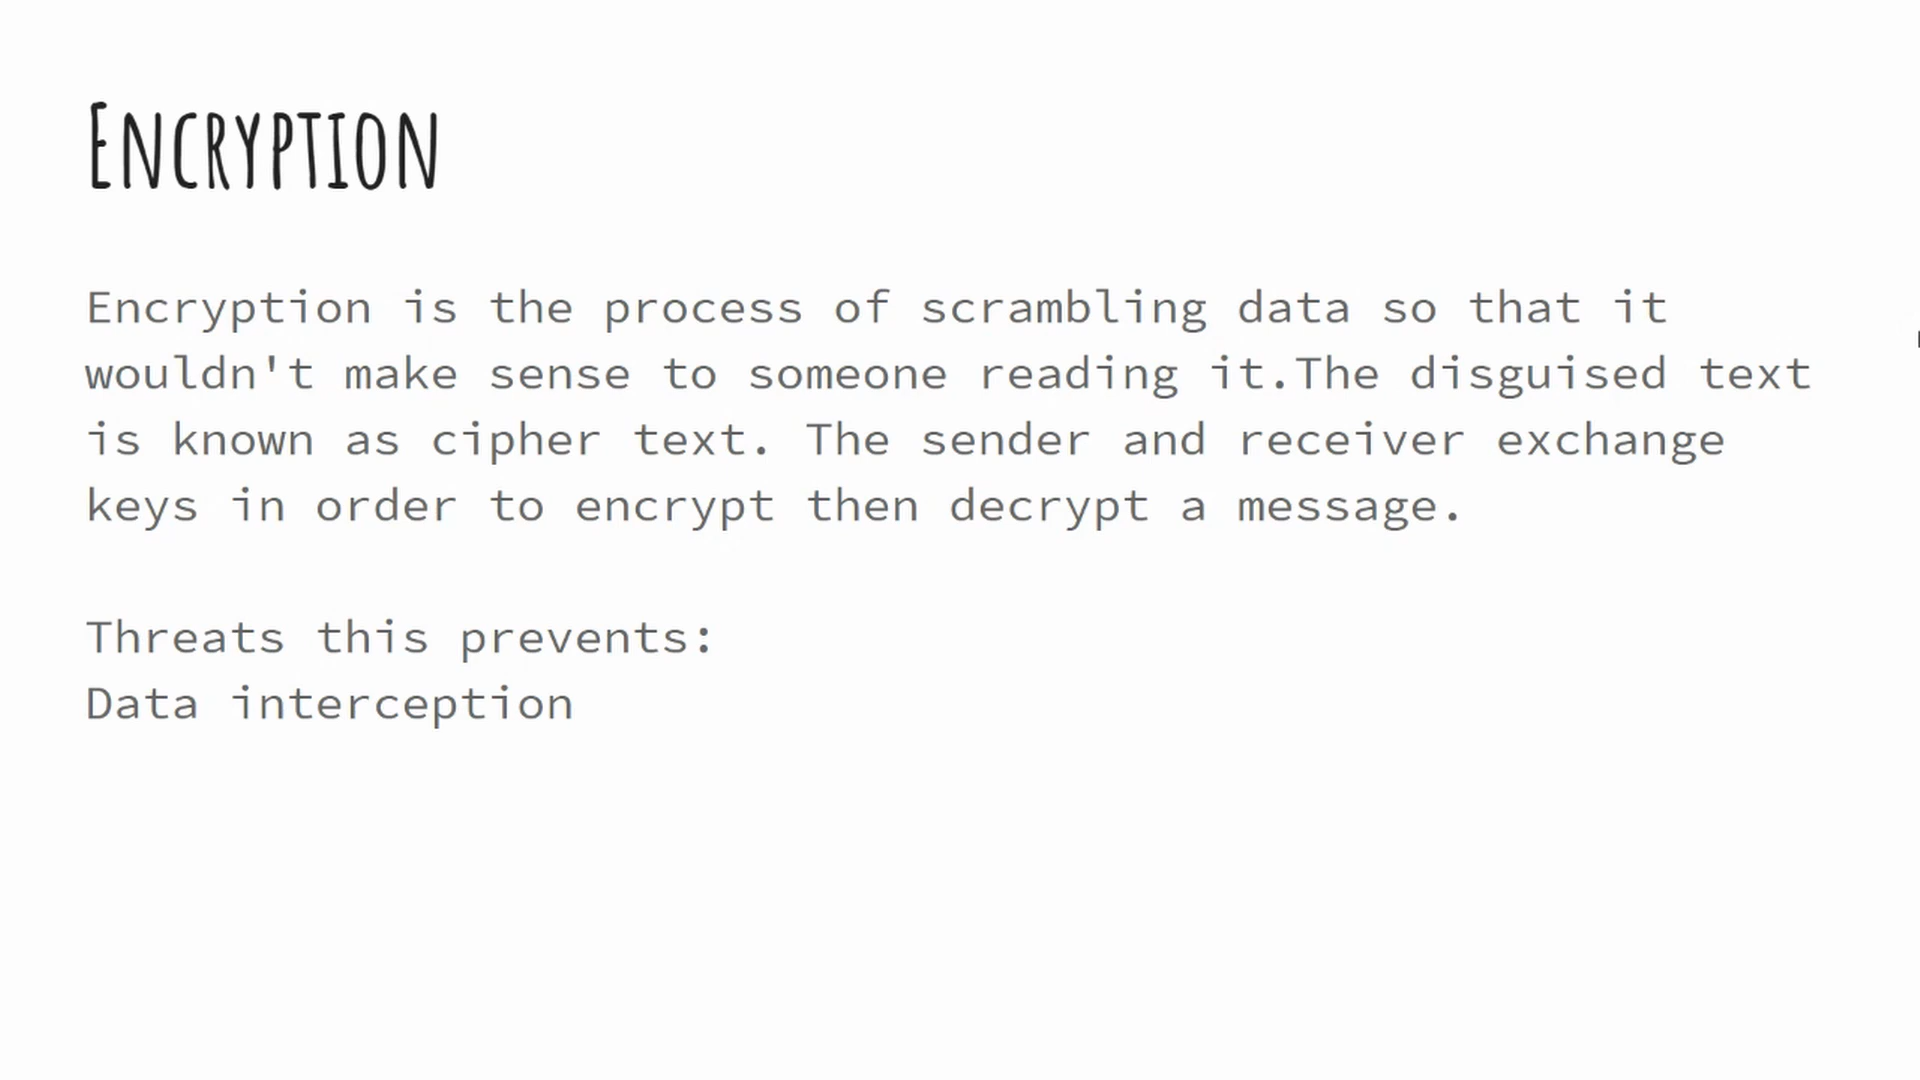 Encryption
Encryption is the process of scrambling data so that it
wouldn't make sense to someone reading it.The disguised text
is known as cipher text. The sender and receiver exchange
keys in order to encrypt then decrypt a message.
Threats this prevents:
Data interception